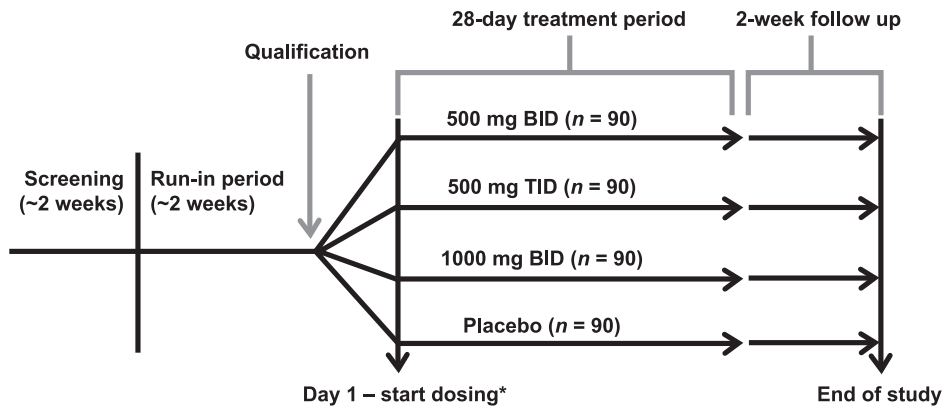 28-day treatment period
2-week follow up
Qualification
500 mg BID (n = 90)
Screening
(~2 weeks)
Run-in period
(~2 weeks)
500 mg TID (n = 90)
1000 mg BID (n = 90)
Placebo (n = 90)
Day 1 – start dosing*
End of study